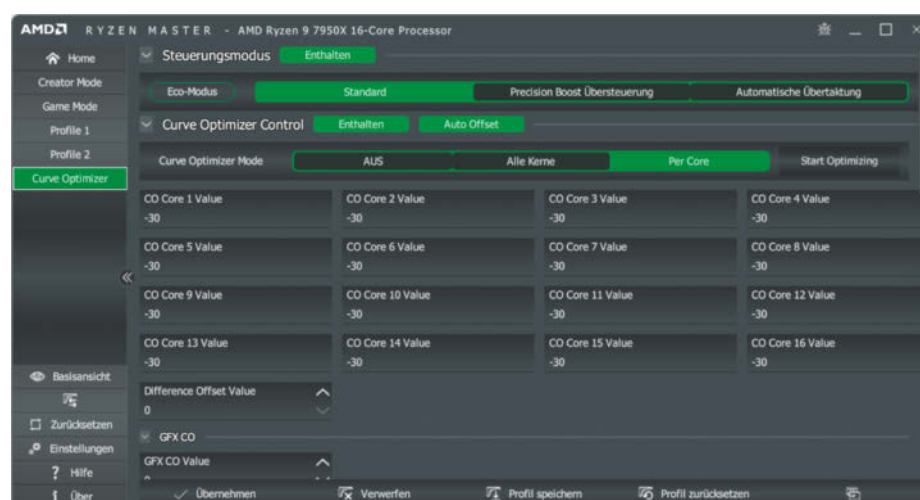 AMD RYZEN MASTER - AMD Ryzen 9 7950X 16-Core Processor
Home
Creator Mode
Game Mode
Profile 1
Profile 2
Curve Optimizer
Basisansicht
Zurücksetzen
Einstellungen
? Hilfe
Über
Steuerungsmodus Enthalten
Eco-Modus Standard Precision Boost Übersteuerung Automatische Übertaktung
Curve Optimizer Control Enthalten Auto Offset
Curve Optimizer Mode AUS Alle Kerne Per Core Start Optimizing
CO Core 1 Value CO Core 2 Value CO Core 3 Value CO Core 4 Value
-30 -30 -30 -30
CO Core 5 Value CO Core 6 Value CO Core 7 Value CO Core 8 Value
-30 -30 -30 -30
CO Core 9 Value CO Core 10 Value CO Core 11 Value CO Core 12 Value
-30 -30 -30 -30
CO Core 13 Value CO Core 14 Value CO Core 15 Value CO Core 16 Value
-30 -30 -30 -30
Difference Offset Value
0
GFX CO
GFX CO Value
Übernehmen Verwerfen Profil speichern Profil zurücksetzen